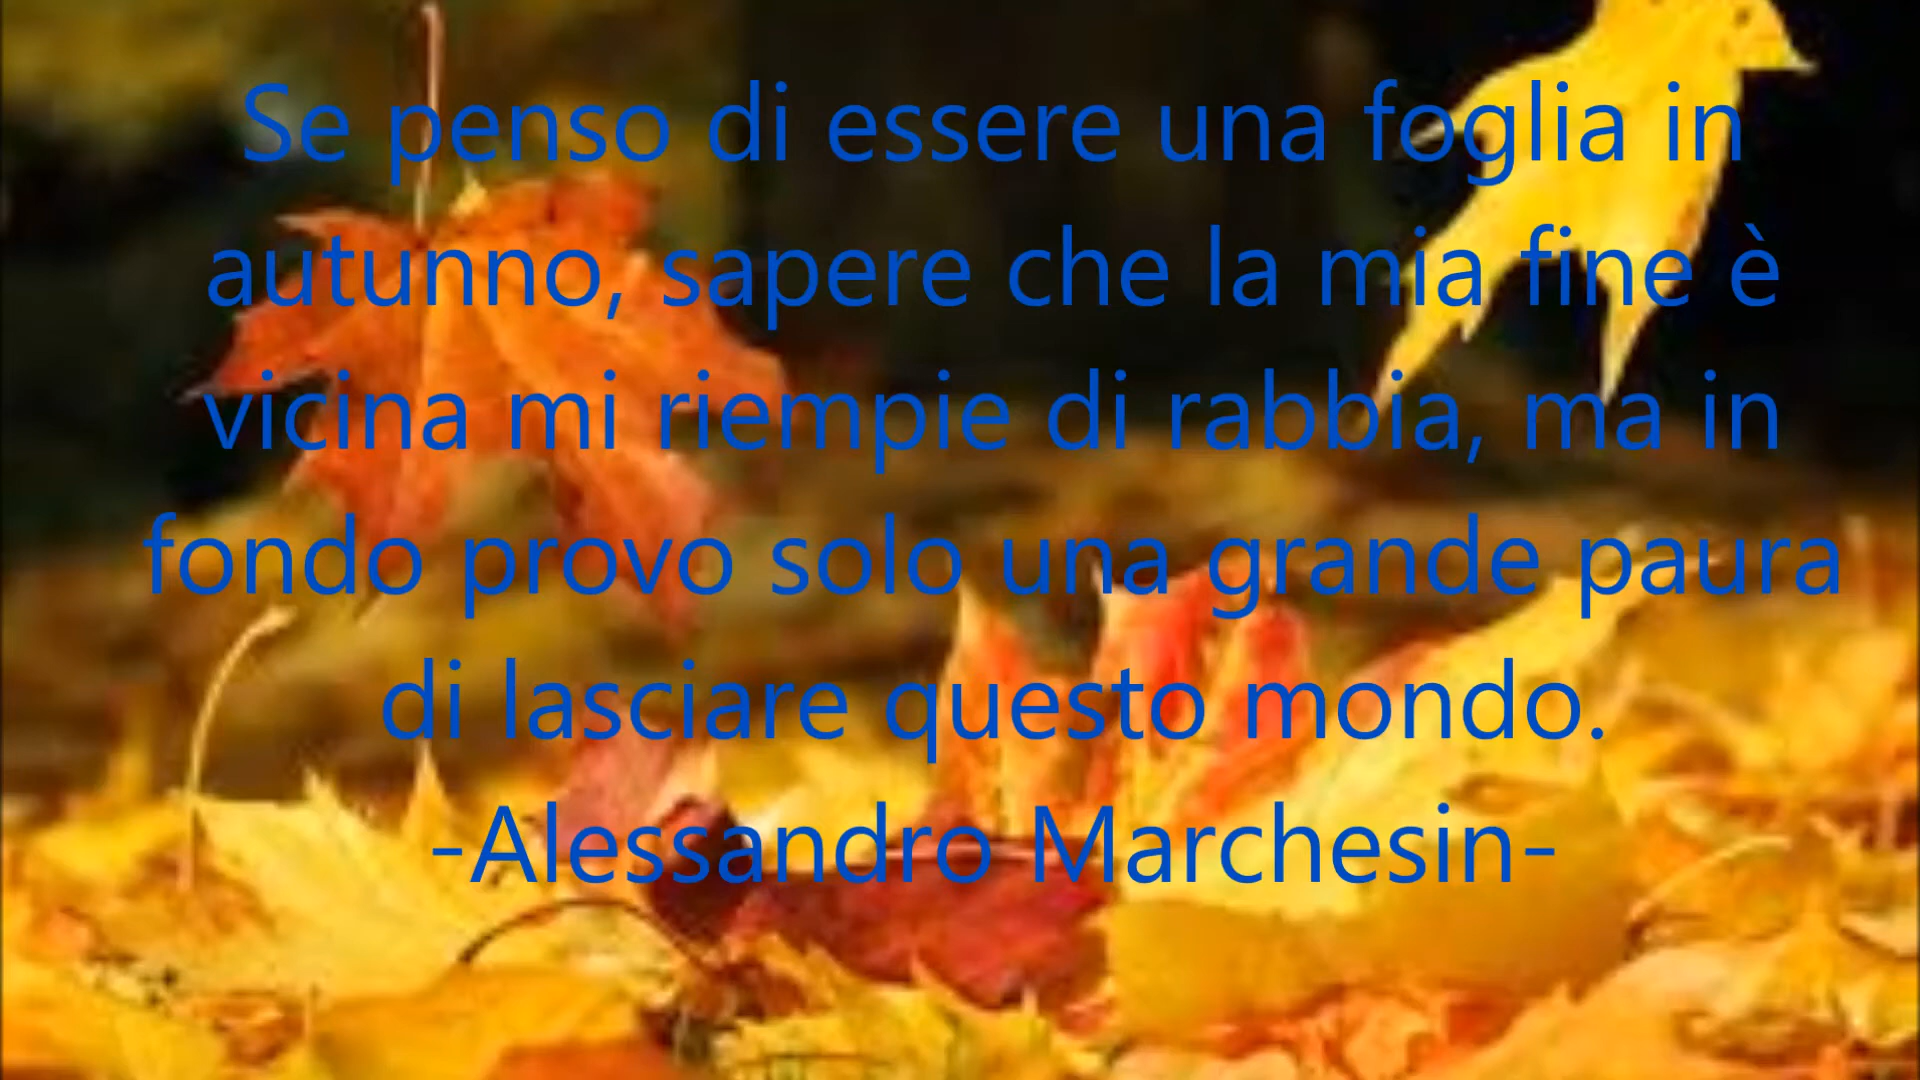 Se penso di essere una foglia in
autunno, sapere che la mia fine è
vicina mi riempie di rabbia, ma in
fondo provo solo una grande paura
di lasciare questo mondo.
-Alessandro Marchesin-